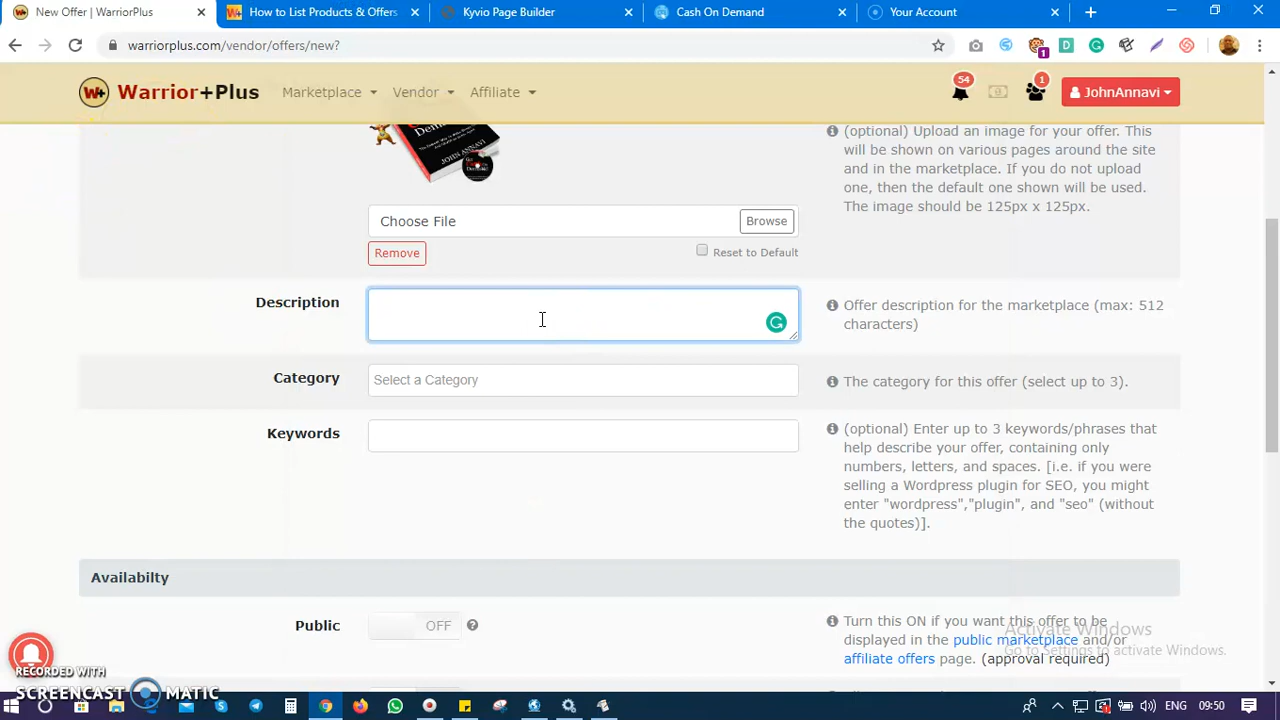 New Offer | WarriorPlus
How to List Products & Offers
Kyvio Page Builder
Cash On Demand
Your Account
warriorplus.com/vendor/offers/new?
1
W+ Warrior+Plus
Marketplace
Vendor
Affiliate
54
1
JohnAnnavi
JOHN ANNAVI
(optional) Upload an image for your offer. This
will be shown on various pages around the site
and in the marketplace. If you do not upload
one, then the default one shown will be used.
The image should be 125px x 125px.
Choose File
Browse
Remove
Reset to Default
Description
Offer description for the marketplace (max: 512
characters)
Category
Select a Category
The category for this offer (select up to 3).
Keywords
(optional) Enter up to 3 keywords/phrases that
help describe your offer, containing only
numbers, letters, and spaces. [i.e. if you were
selling a Wordpress plugin for SEO, you might
enter "wordpress","plugin", and "seo" (without
the quotes)].
Availabilty
Public
OFF
Turn this ON if you want this offer to be
displayed in the public marketplace and/or
affiliate offers page. (approval required)
Activate Windows
Go to Settings to activate Windows.
RECORDED WITH
SCREENCAST MATIC
ENG
09:50